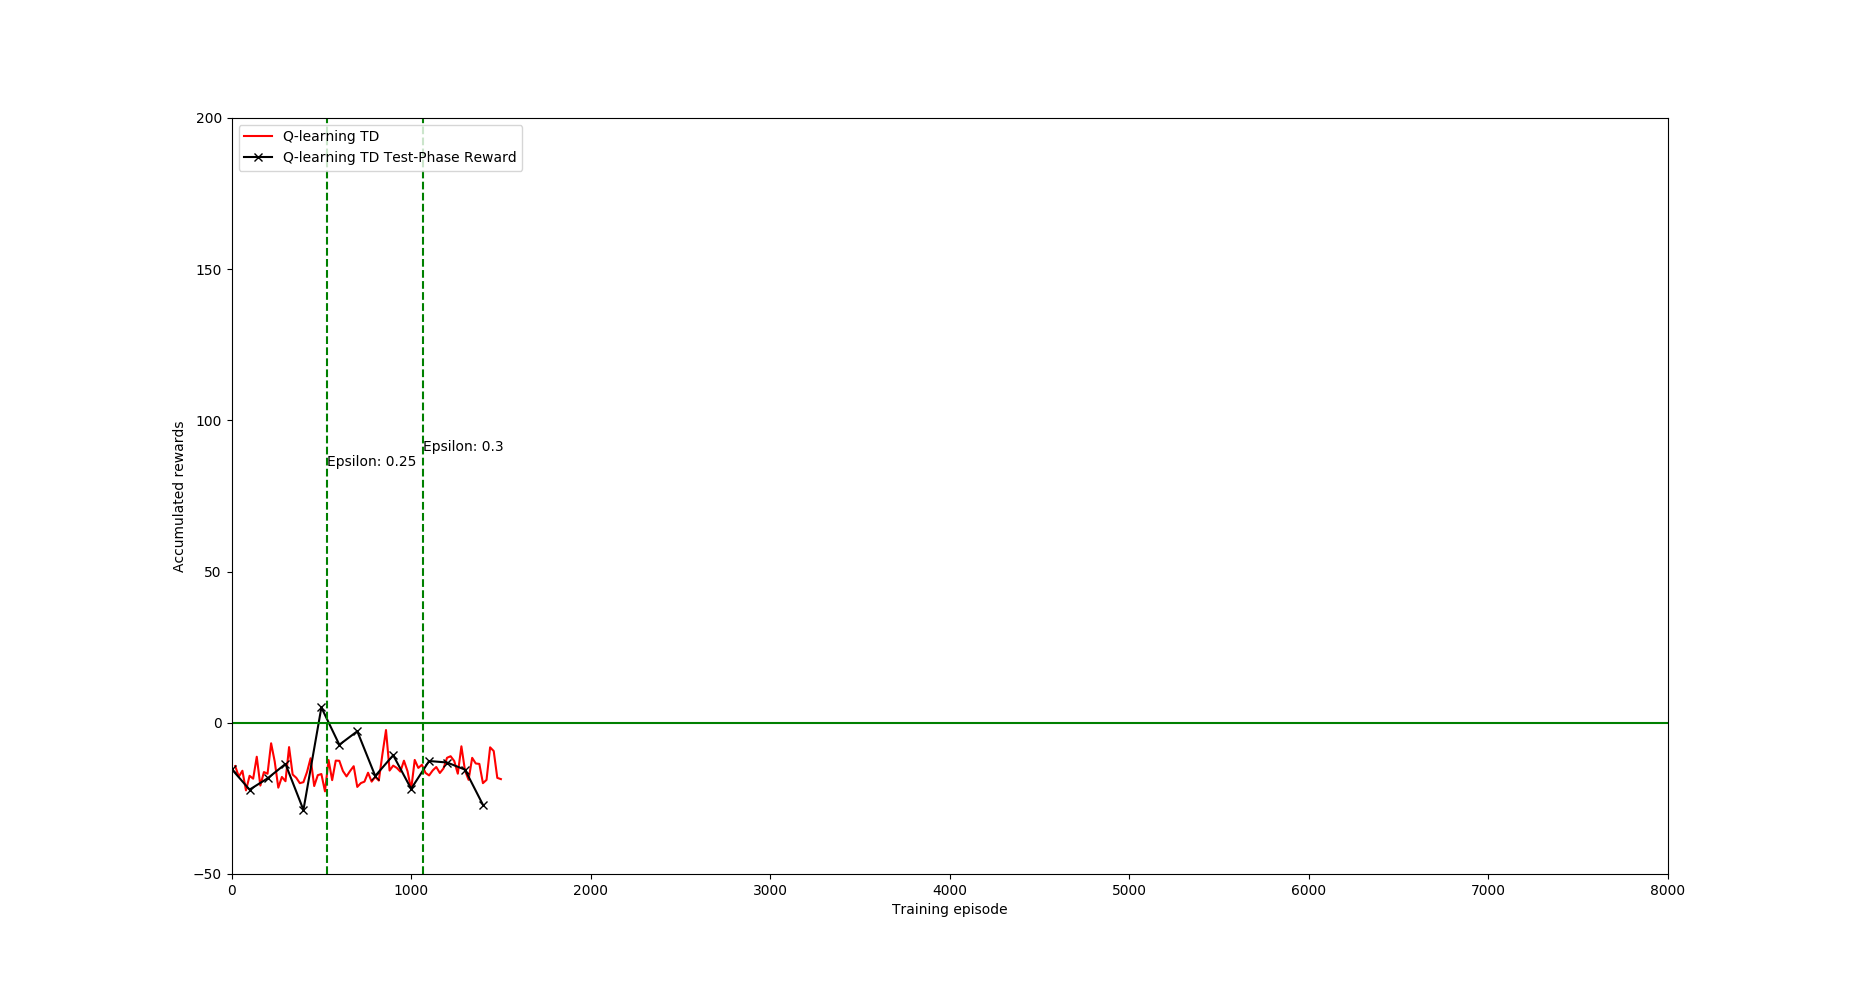 Q-learning TD
Q-learning TD Test-Phase Reward
200
150
100
50
0
−50
Accumulated rewards
Epsilon: 0.25
Epsilon: 0.3
0
1000
2000
3000
4000
5000
6000
7000
8000
Training episode